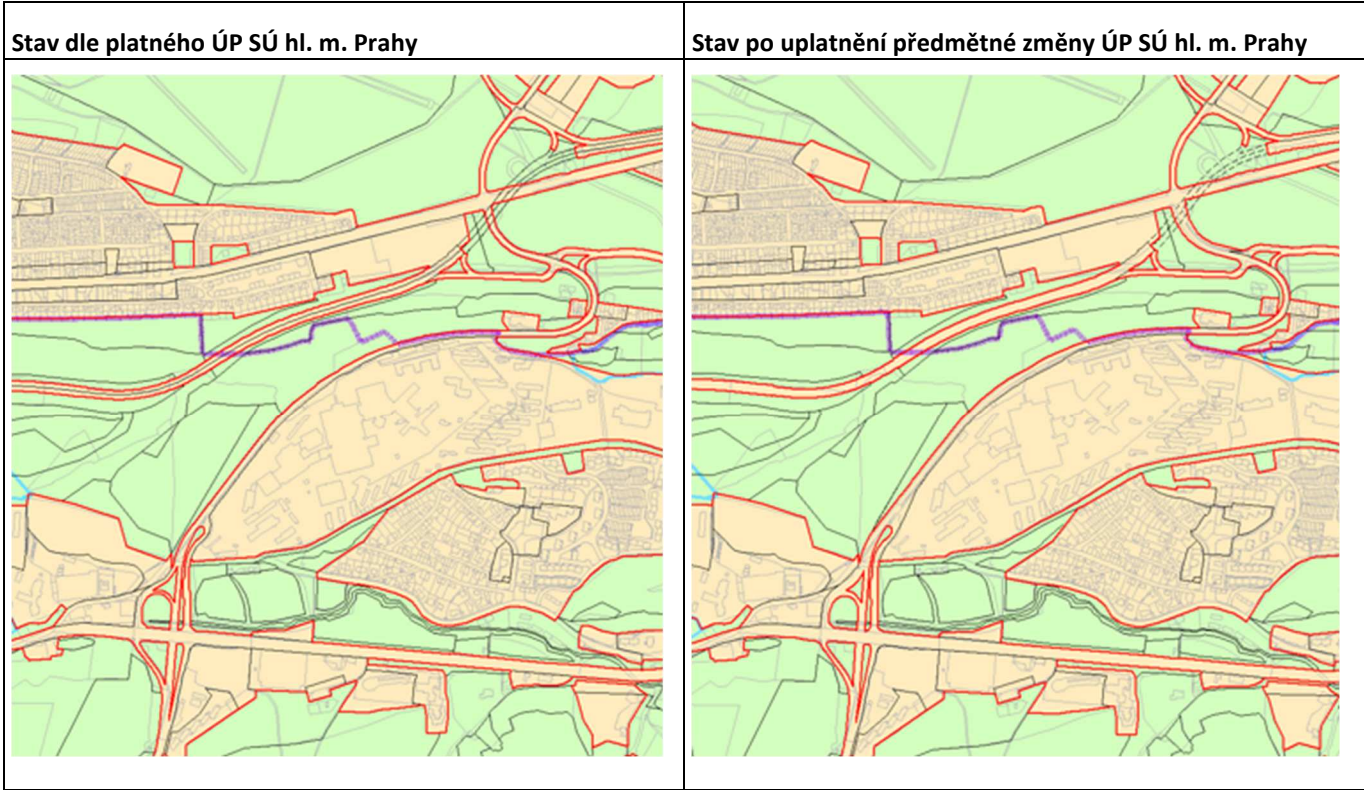 Stav dle platného ÚP SÚ hl. m. Prahy
Stav po uplatnění předmětné změny ÚP SÚ hl. m. Prahy